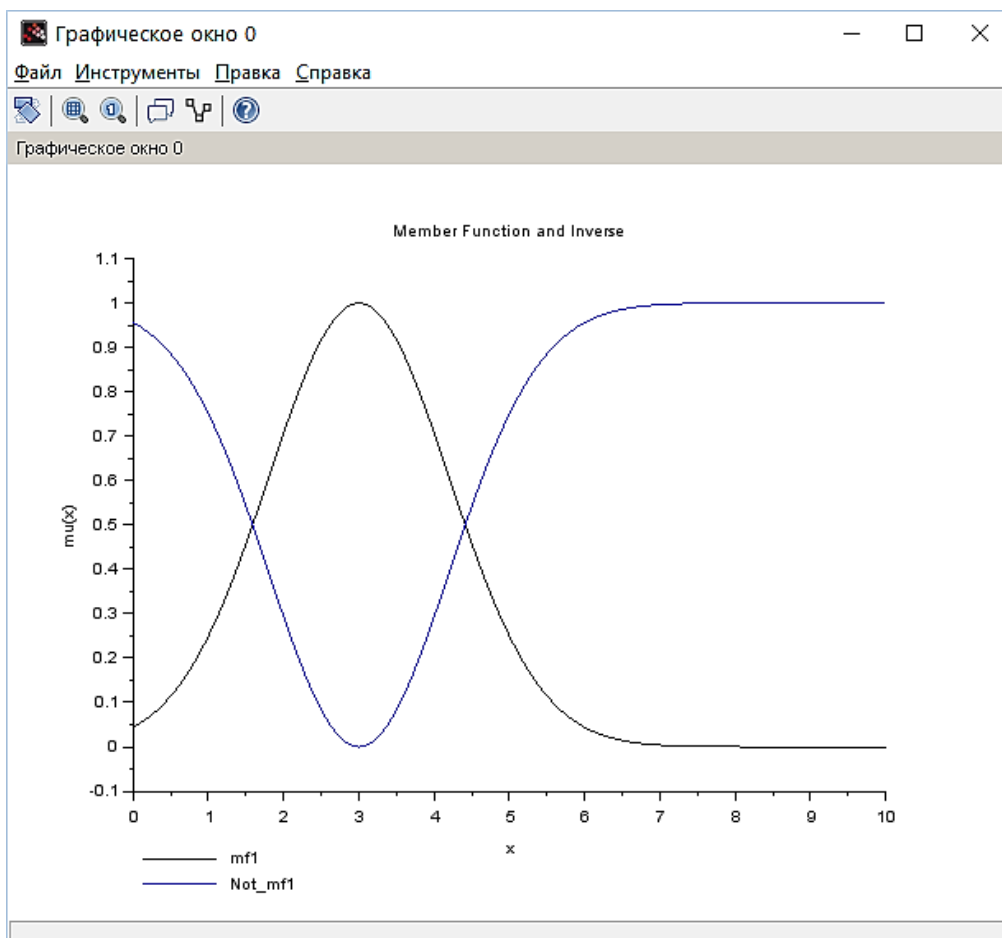 Графическое окно 0
Файл Инструменты Правка Справка
Графическое окно 0
Member Function and Inverse
1.1
1
0.9
0.8
0.7
0.6
0.5
0.4
0.3
0.2
0.1
0
-0.1
mu(x)
0 1 2 3 4 5 6 7 8 9 10
x
mf1
Not_mf1